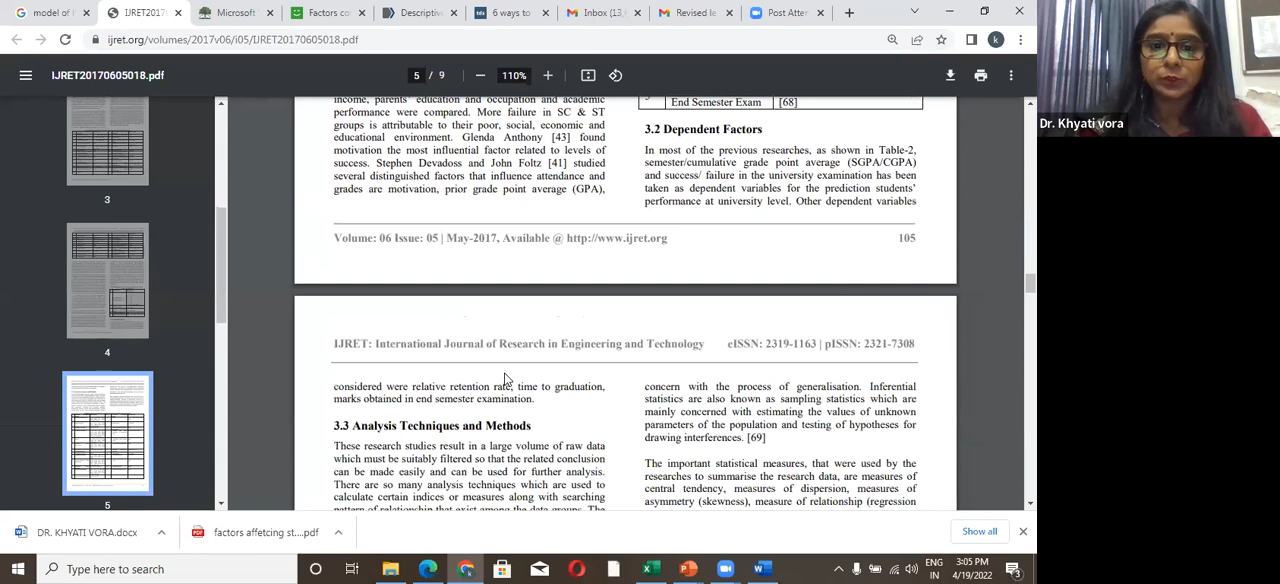 model of h
IJRET2017
Microsoft
Factors co
Descriptive
6 ways to
Inbox (13,
Revised le
Post Atten
ijret.org/volumes/2017v06/i05/IJRET20170605018.pdf
IJRET20170605018.pdf
5 / 9
110%
3
4
5
income, parents' education and occupation and academic
performance were compared. More failure in SC & ST
groups is attributable to their poor, social, economic and
educational environment. Glenda Anthony [43] found
motivation the most influential factor related to levels of
success. Stephen Devadoss and John Foltz [41] studied
several distinguished factors that influence attendance and
grades are motivation, prior grade point average (GPA),
End Semester Exam [68]
3.2 Dependent Factors
In most of the previous researches, as shown in Table-2,
semester/cumulative grade point average (SGPA/CGPA)
and success/ failure in the university examination has been
taken as dependent variables for the prediction students'
performance at university level. Other dependent variables
Volume: 06 Issue: 05 | May-2017, Available @ http://www.ijret.org
105
IJRET: International Journal of Research in Engineering and Technology
eISSN: 2319-1163 | pISSN: 2321-7308
considered were relative retention rate, time to graduation,
marks obtained in end semester examination.
3.3 Analysis Techniques and Methods
These research studies result in a large volume of raw data
which must be suitably filtered so that the related conclusion
can be made easily and can be used for further analysis.
There are so many analysis techniques which are used to
calculate certain indices or measures along with searching
pattern of relationship that exist among the data groups. The
concern with the process of generalisation. Inferential
statistics are also known as sampling statistics which are
mainly concerned with estimating the values of unknown
parameters of the population and testing of hypotheses for
drawing interferences. [69]
The important statistical measures, that were used by the
researches to summarise the research data, are measures of
central tendency, measures of dispersion, measures of
asymmetry (skewness), measure of relationship (regression
DR. KHYATI VORA.docx
factors affetcing st....pdf
Show all
Type here to search
ENG
IN
3:05 PM
4/19/2022
3
k
Dr. Khyati vora